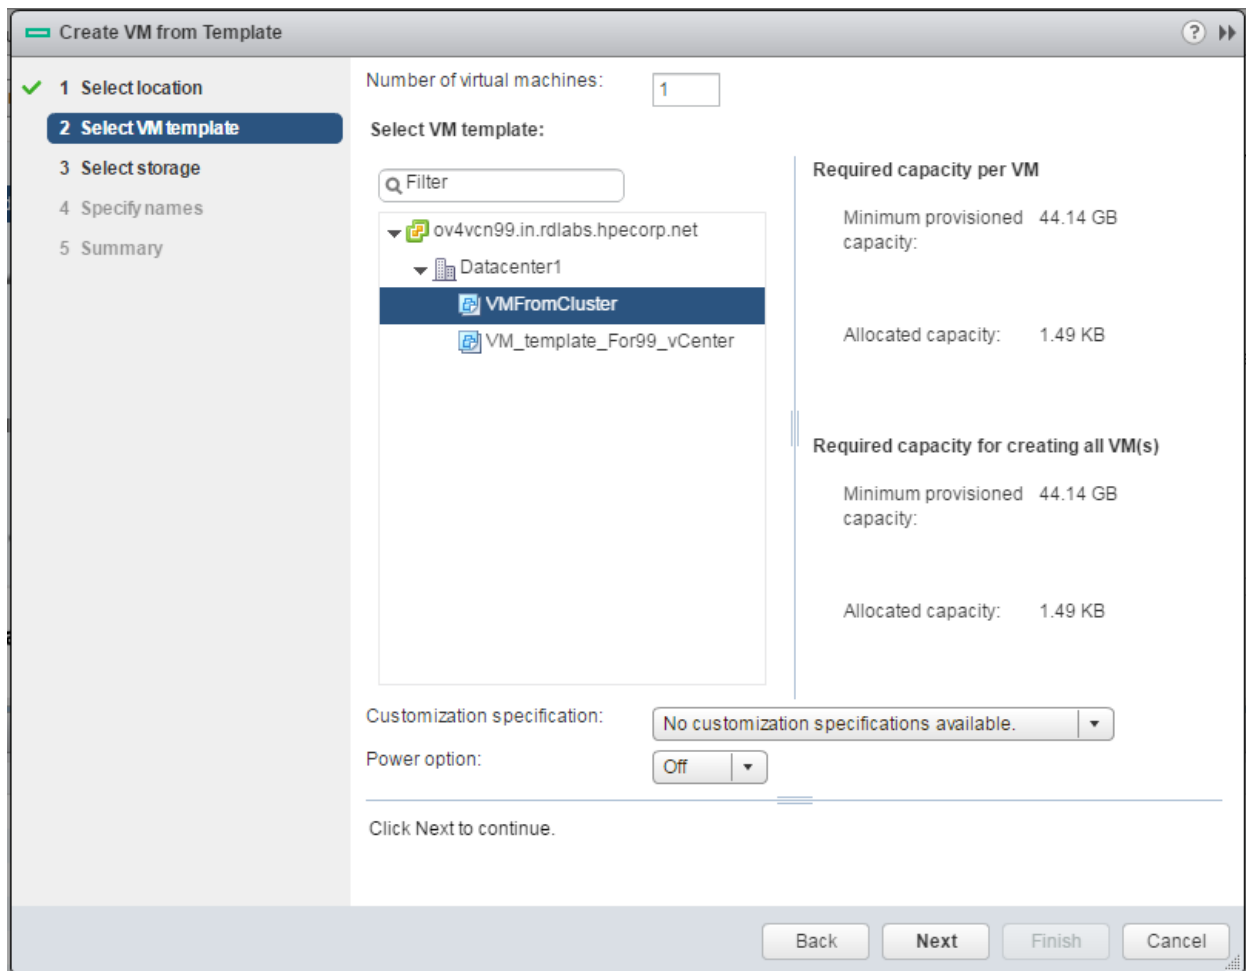 Create VM from Template
?
1 Select location
2 Select VM template
3 Select storage
4 Specify names
5 Summary
Number of virtual machines: 1
Select VM template:
Filter
ov4vcn99.in.rdlabs.hpecorp.net
Datacenter1
VMFromCluster
VM_template_For99_vCenter
Required capacity per VM
Minimum provisioned 44.14 GB
capacity:
Allocated capacity: 1.49 KB
Required capacity for creating all VM(s)
Minimum provisioned 44.14 GB
capacity:
Allocated capacity: 1.49 KB
Customization specification: No customization specifications available.
Power option: Off
Click Next to continue.
Back Next Finish Cancel